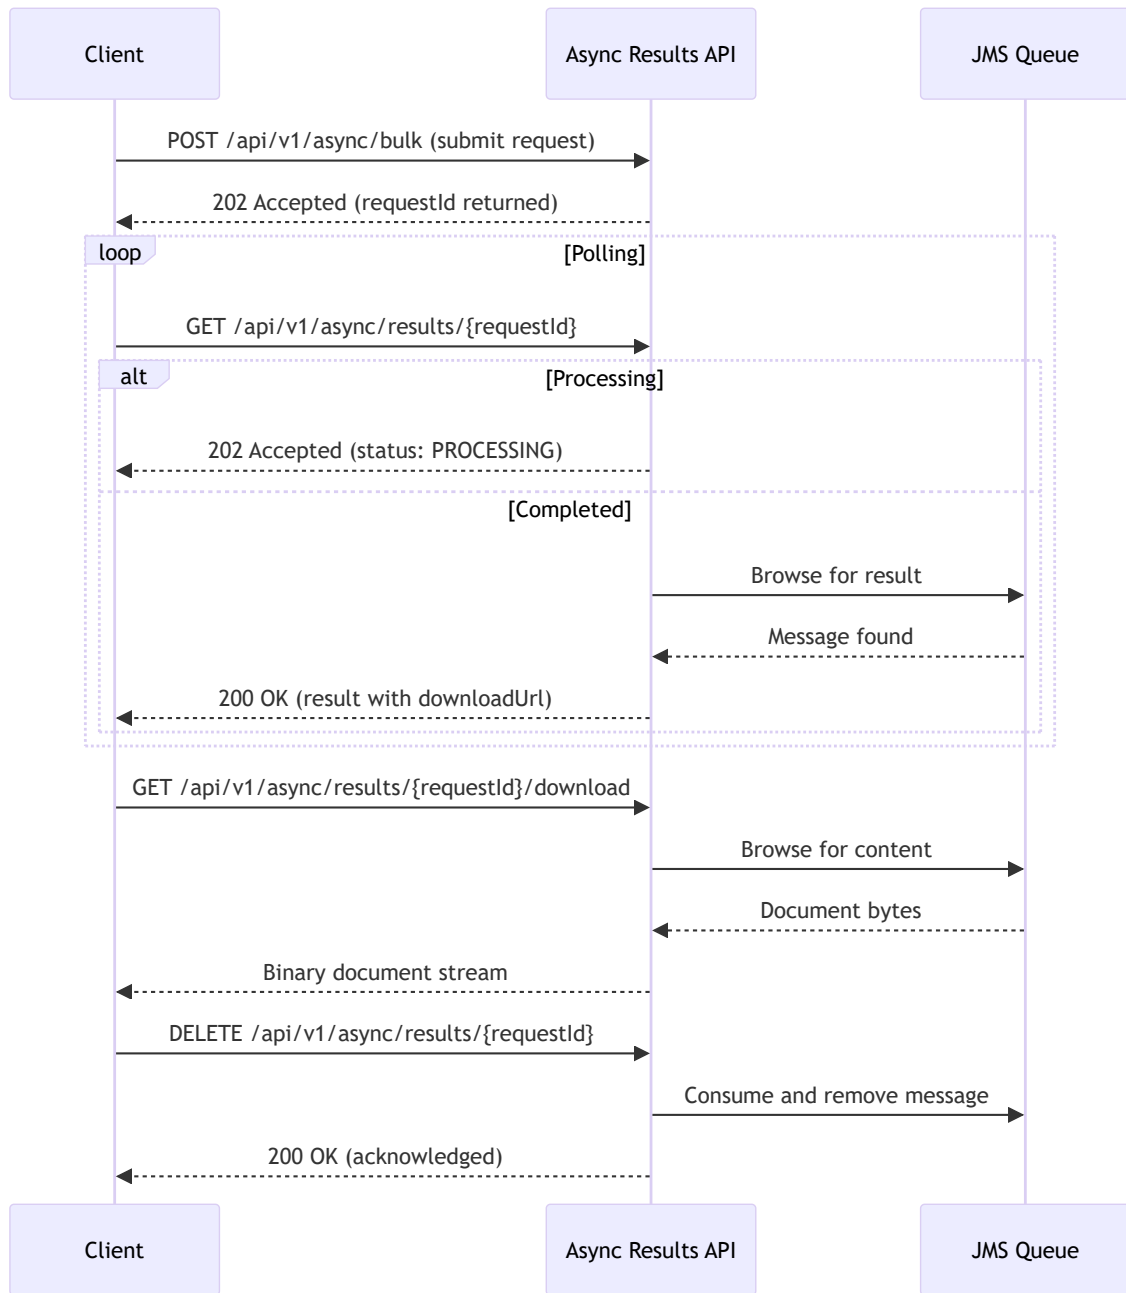 Client
Async Results API
JMS Queue
POST /api/v1/async/bulk (submit request)
202 Accepted (requestId returned)
loop
[Polling]
GET /api/v1/async/results/{requestId}
alt
[Processing]
202 Accepted (status: PROCESSING)
[Completed]
Browse for result
Message found
200 OK (result with downloadUrl)
GET /api/v1/async/results/{requestId}/download
Browse for content
Document bytes
Binary document stream
DELETE /api/v1/async/results/{requestId}
Consume and remove message
200 OK (acknowledged)
Client
Async Results API
JMS Queue